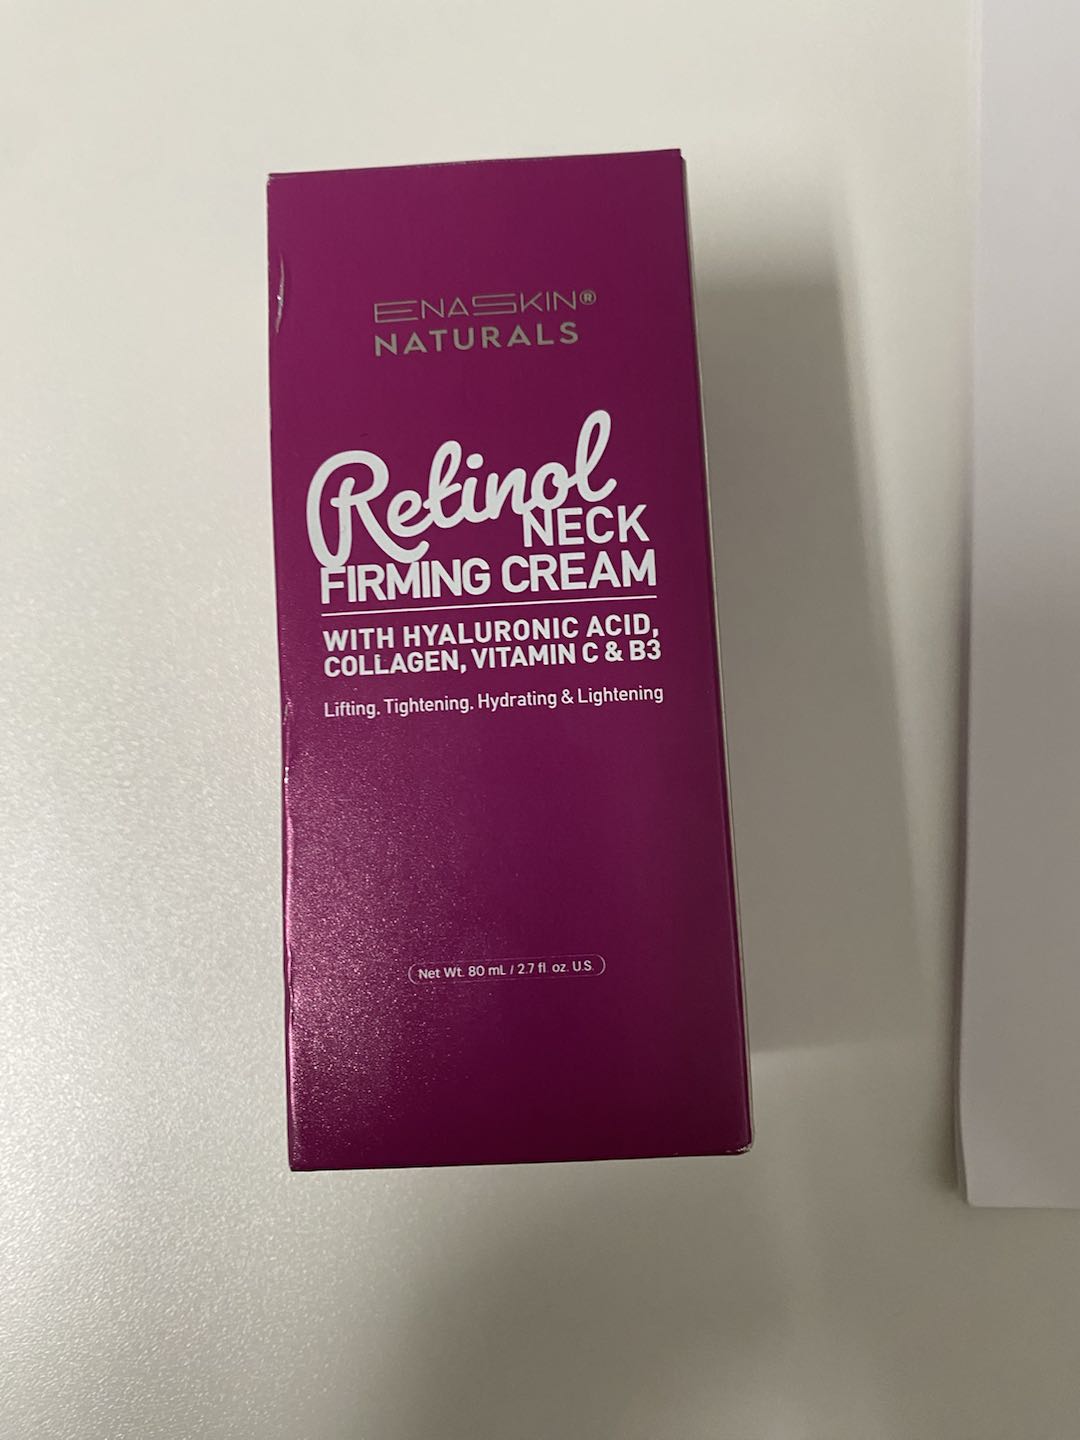 ENASKIN®
NATURALS
Retinol
NECK
FIRMING CREAM
WITH HYALURONIC ACID,
COLLAGEN, VITAMIN C & B3
Lifting, Tightening, Hydrating & Lightening
Net Wt. 80 mL / 2.7 fl. oz. U.S.